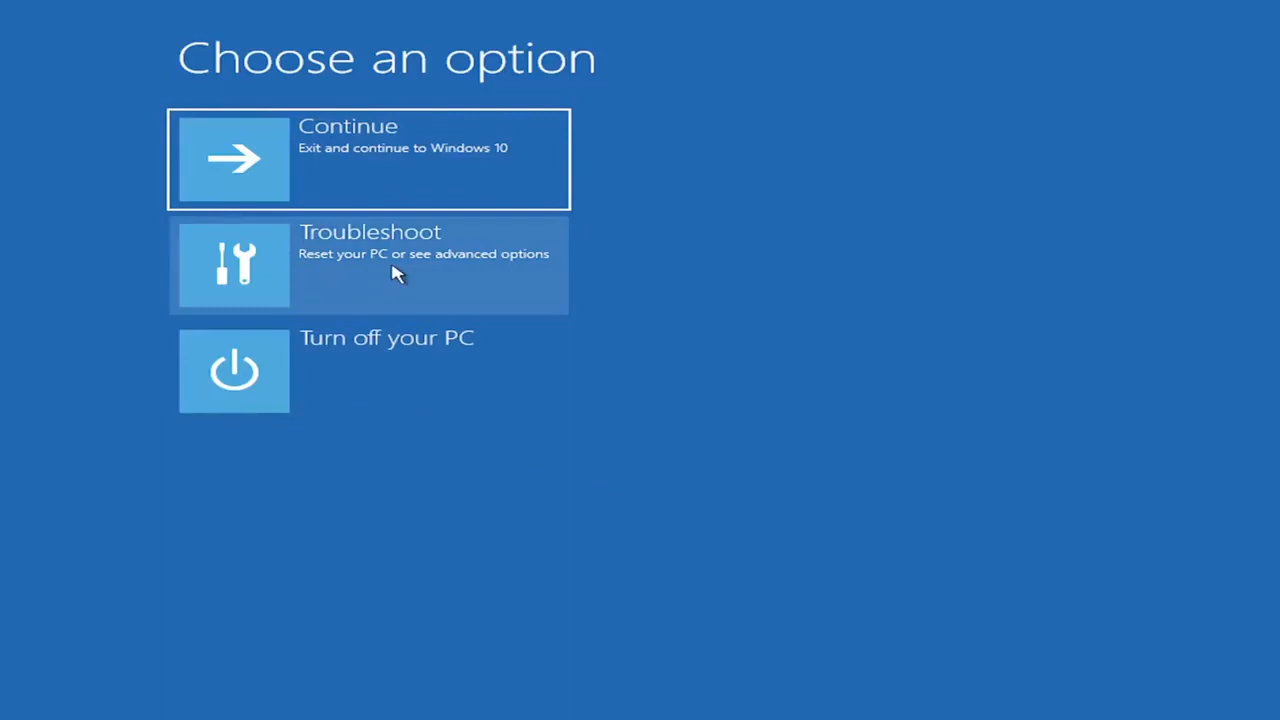 Choose an option
Continue
Exit and continue to Windows 10
Troubleshoot
Reset your PC or see advanced options
Turn off your PC